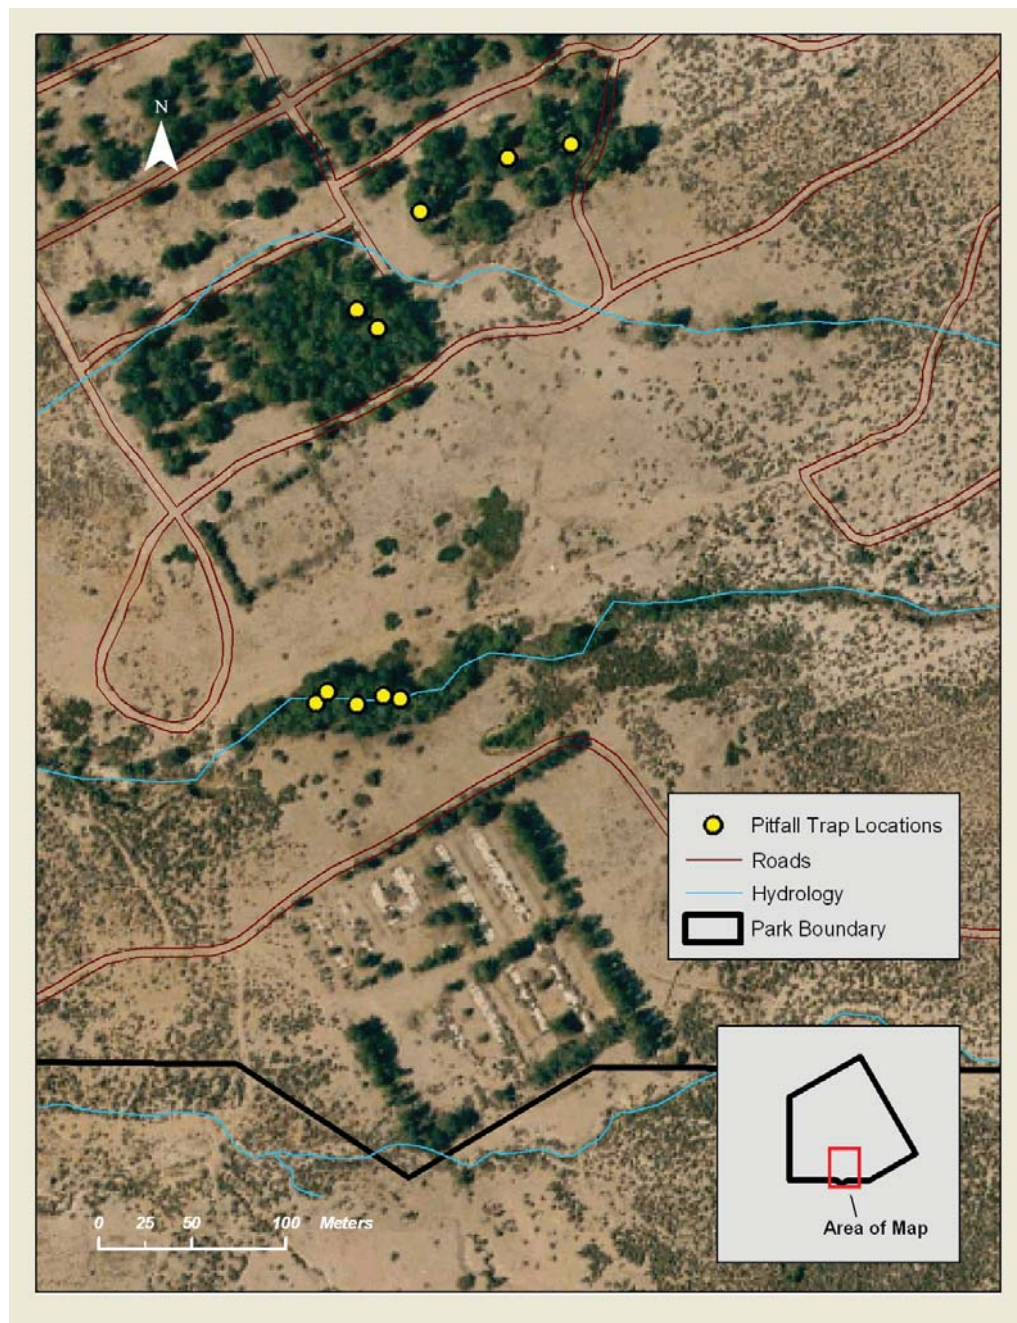 N
Pitfall Trap Locations
Roads
Hydrology
Park Boundary
Area of Map
0 25 50 100 Meters